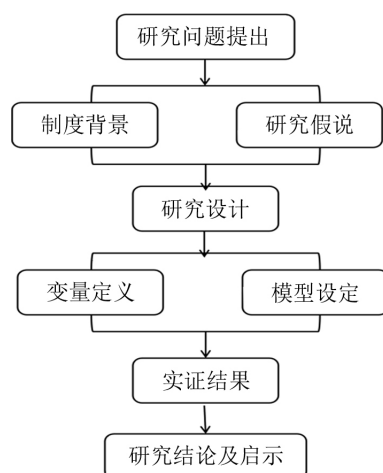 研究问题提出
制度背景
研究假说
研究设计
变量定义
模型设定
实证结果
研究结论及启示